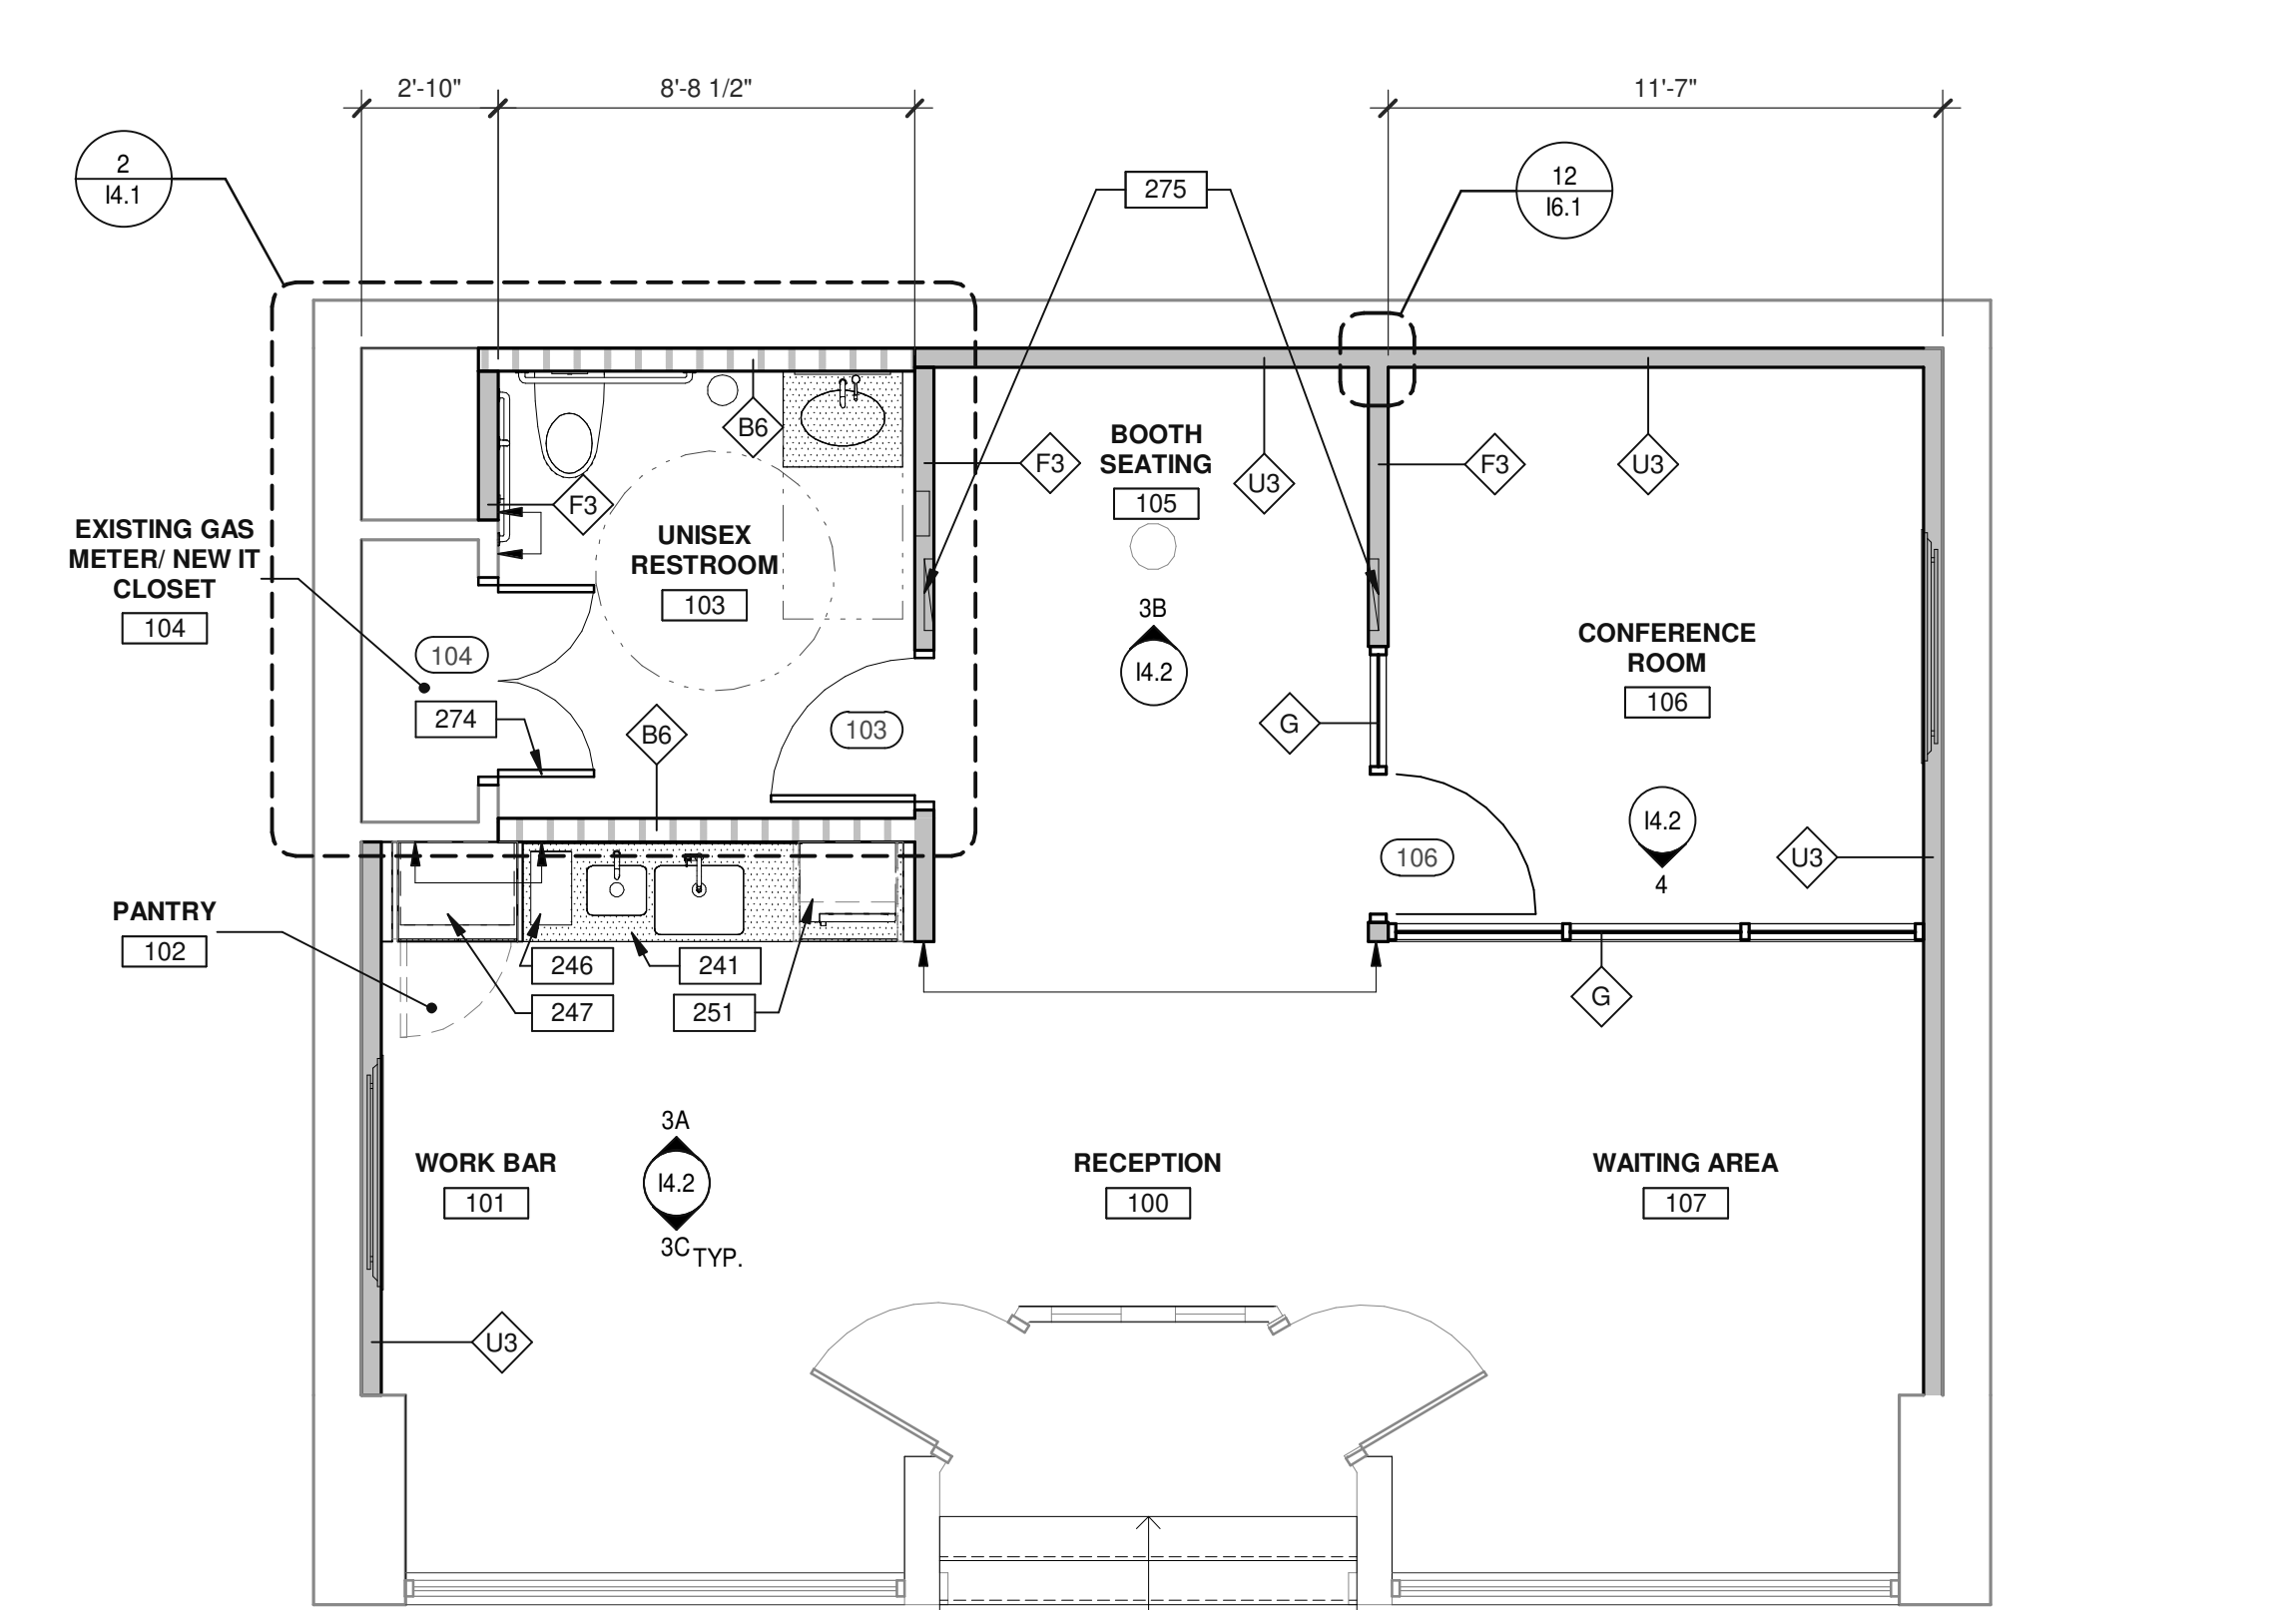 2'-10"
8'-8 1/2"
11'-7"
2
I4.1
275
12
I6.1
B6
F3
BOOTH
SEATING
105
U3
F3
U3
F3
EXISTING GAS
METER/ NEW IT
CLOSET
104
UNISEX
RESTROOM
103
3B
I4.2
CONFERENCE
ROOM
106
104
274
B6
103
G
I4.2
4
106
U3
PANTRY
102
246
241
247
251
G
3A
I4.2
3C TYP.
WORK BAR
101
RECEPTION
100
WAITING AREA
107
U3